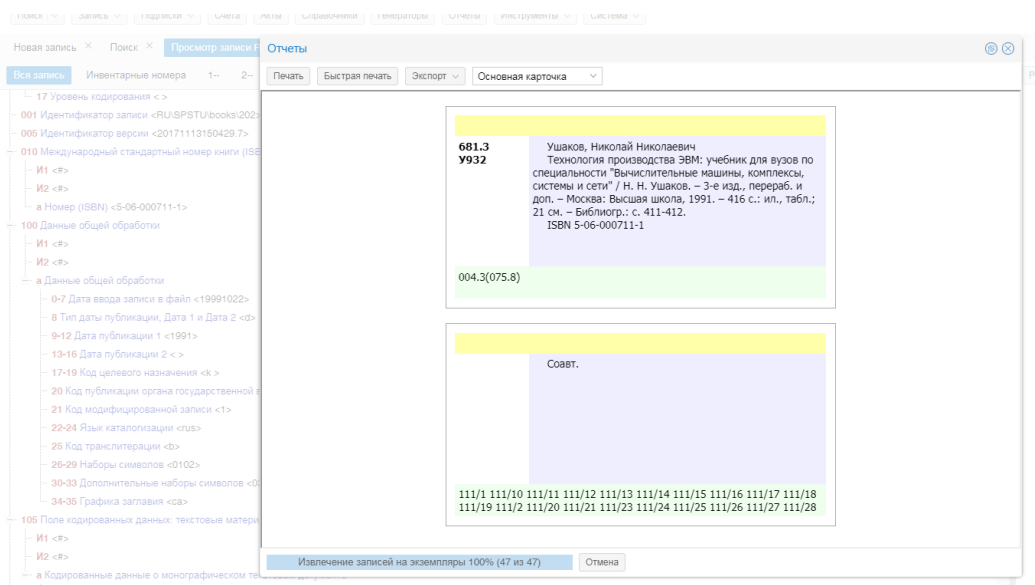 Поиск Запись Подписки Счета Акты Справочники Генераторы Отчеты Инструменты Система
Новая запись Поиск Просмотр записи
Вся запись Инвентарные номера 1-- 2--
17 Уровень кодирования < >
001 Идентификатор записи <RU\SPSTU\books\202>
005 Идентификатор версии <20171113150429.7>
010 Международный стандартный номер книги (ISB
И1 <#>
И2 <#>
a Номер (ISBN) <5-06-000711-1>
100 Данные общей обработки
И1 <#>
И2 <#>
a Данные общей обработки
0-7 Дата ввода записи в файл <19991022>
8 Тип даты публикации, Дата 1 и Дата 2 <d>
9-12 Дата публикации 1 <1991>
13-16 Дата публикации 2 < >
17-19 Код целевого назначения <k >
20 Код публикации органа государственной в
21 Код модифицированной записи <1>
22-24 Язык каталогизации <rus>
25 Код транслитерации <b>
26-29 Наборы символов <0102>
30-33 Дополнительные наборы символов
34-35 Графика заглавия <ca>
105 Поле кодированных данных: текстовые матери
И1 <#>
И2 <#>
a Кодированные данные о монографическом
Отчеты
Печать Быстрая печать Экспорт Основная карточка
681.3
У932
Ушаков, Николай Николаевич
Технология производства ЭВМ: учебник для вузов по
специальности "Вычислительные машины, комплексы,
системы и сети" / Н. Н. Ушаков. – 3-е изд., перераб. и
доп. – Москва: Высшая школа, 1991. – 416 с.: ил., табл.;
21 см. – Библиогр.: с. 411-412.
ISBN 5-06-000711-1
004.3(075.8)
Соавт.
111/1 111/10 111/11 111/12 111/13 111/14 111/15 111/16 111/17 111/18
111/19 111/2 111/20 111/21 111/23 111/24 111/25 111/26 111/27 111/28
Извлечение записей на экземпляры 100% (47 из 47) Отмена